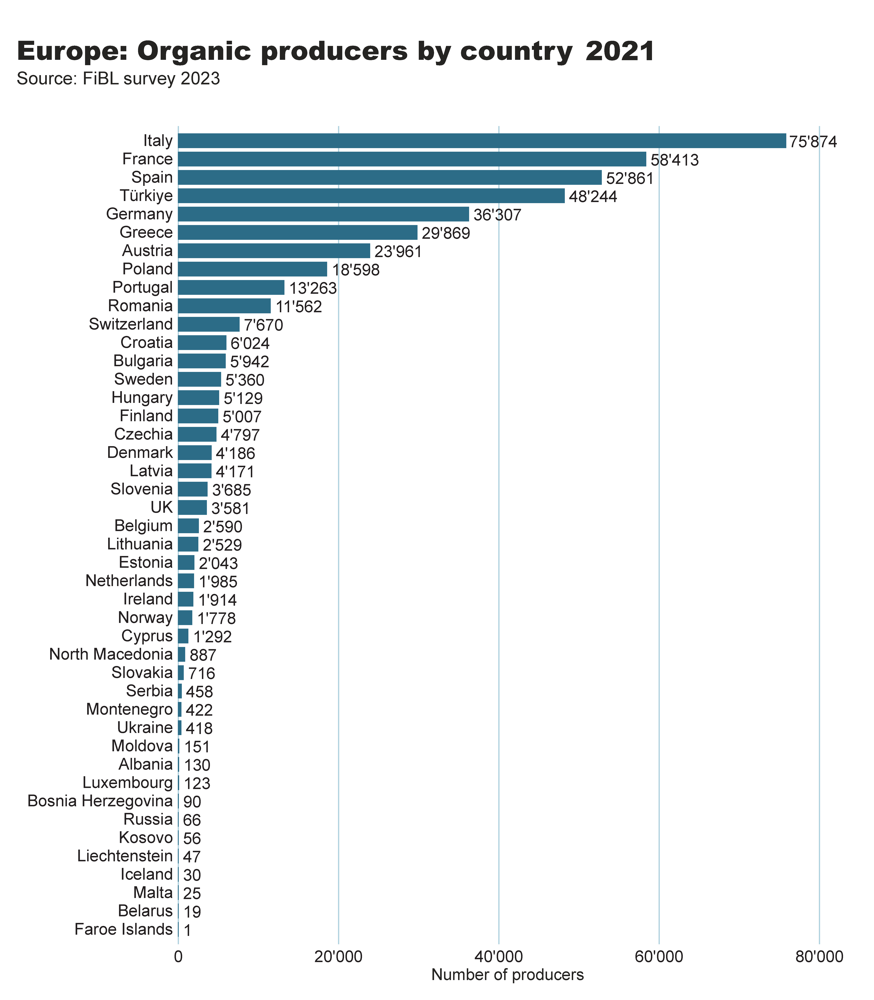 Europe: Organic producers by country 2021
Source: FiBL survey 2023
Italy 75'874
France 58'413
Spain 52'861
Türkiye 48'244
Germany 36'307
Greece 29'869
Austria 23'961
Poland 18'598
Portugal 13'263
Romania 11'562
Switzerland 7'670
Croatia 6'024
Bulgaria 5'942
Sweden 5'360
Hungary 5'129
Finland 5'007
Czechia 4'797
Denmark 4'186
Latvia 4'171
Slovenia 3'685
UK 3'581
Belgium 2'590
Lithuania 2'529
Estonia 2'043
Netherlands 1'985
Ireland 1'914
Norway 1'778
Cyprus 1'292
North Macedonia 887
Slovakia 716
Serbia 458
Montenegro 422
Ukraine 418
Moldova 151
Albania 130
Luxembourg 123
Bosnia Herzegovina 90
Russia 66
Kosovo 56
Liechtenstein 47
Iceland 30
Malta 25
Belarus 19
Faroe Islands 1
0 20'000 40'000 60'000 80'000
Number of producers